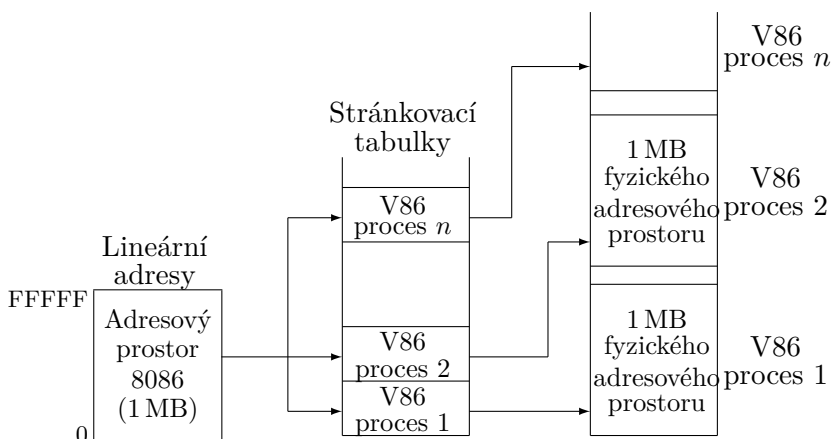 Lineární
adresy
FFFFF
Adresový
prostor
8086
(1 MB)
0
Stránkovací
tabulky
V86
proces n
V86
proces 2
V86
proces 1
V86
proces n
1 MB
fyzického
adresového
prostoru
V86
proces 2
1 MB
fyzického
adresového
prostoru
V86
proces 1